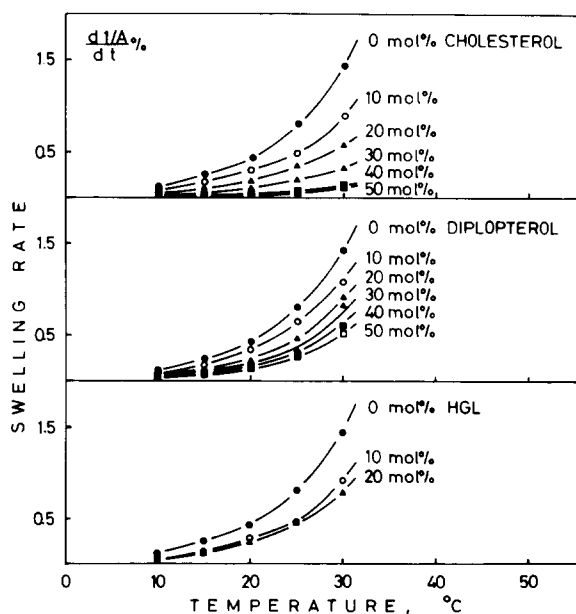 d 1/A %
d t
1.5
0.5
0 mol% CHOLESTEROL
10 mol%
20 mol%
30 mol%
40 mol%
50 mol%
1.5
0.5
0 mol% DIPLOPTEROL
10 mol%
20 mol%
30 mol%
40 mol%
50 mol%
1.5
0.5
0 mol% HGL
10 mol%
20 mol%
0 10 20 30 40 50
SWELLING RATE
TEMPERATURE, °C